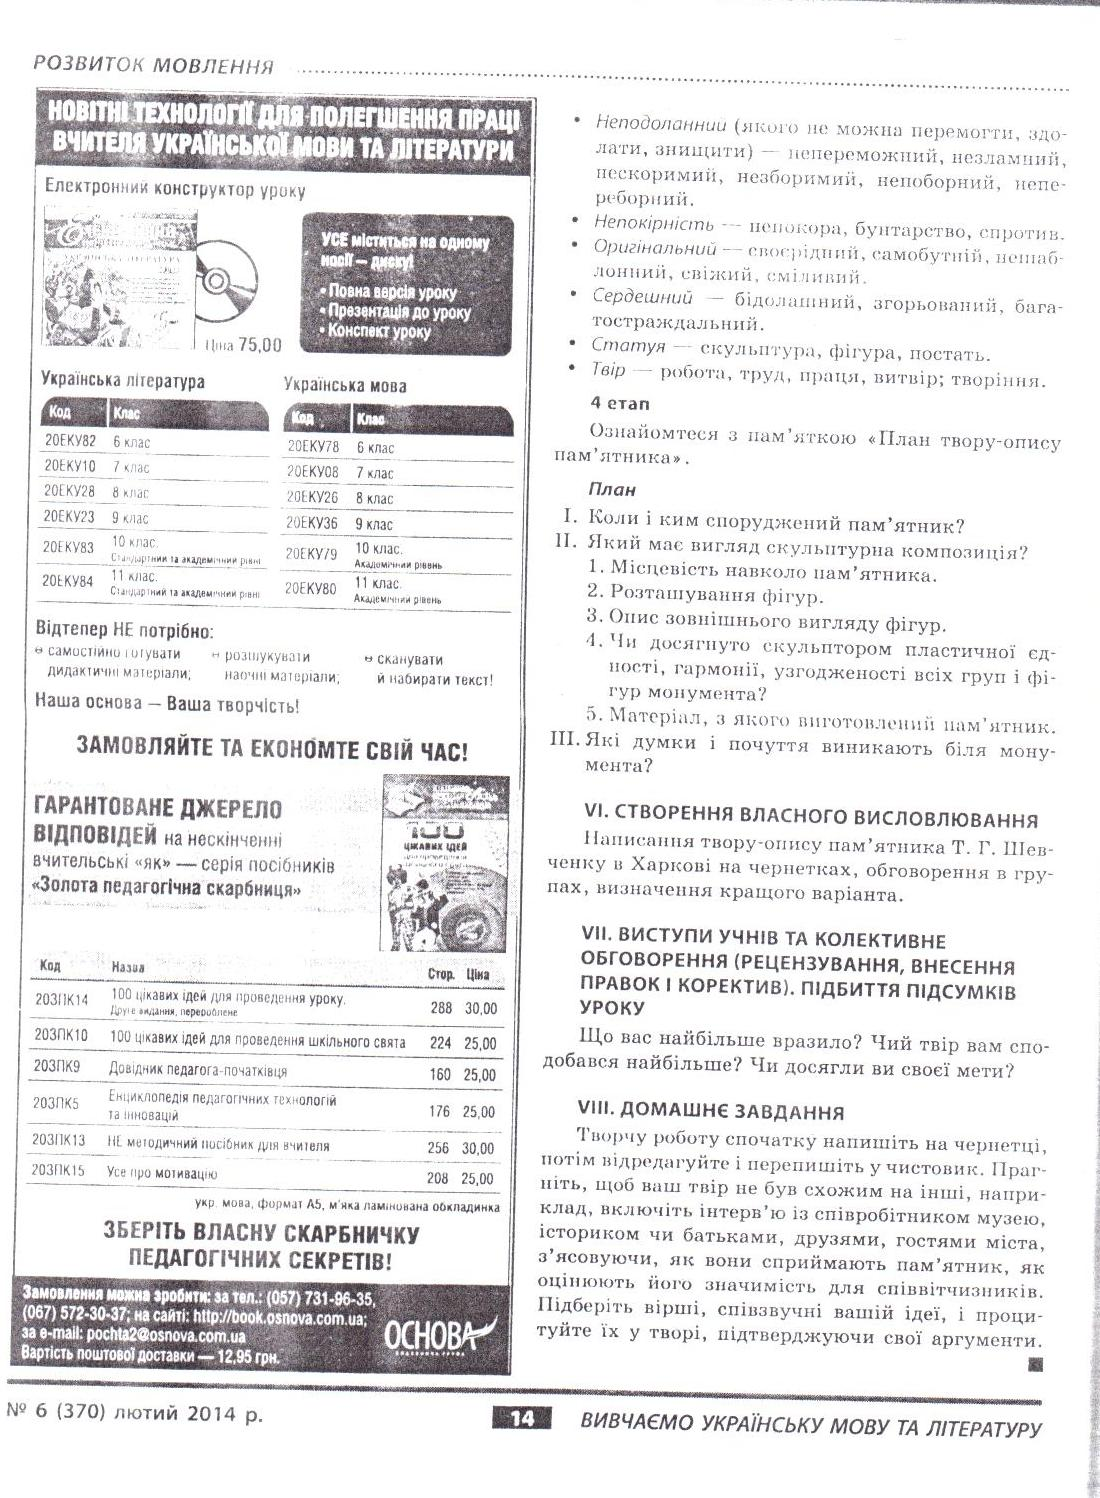 РОЗВИТОК МОВЛЕННЯ
НОВІТНІ ТЕХНОЛОГІЇ ДЛЯ ПОЛЕГШЕННЯ ПРАЦІ
ВЧИТЕЛЯ УКРАЇНСЬКОЇ МОВИ ТА ЛІТЕРАТУРИ
Електронний конструктор уроку
УСЕ міститься на одному
носії – диску!
• Повна версія уроку
• Презентація до уроку
• Конспект уроку
Ціна 75,00
Українська література
Код Клас
20ЕКУ82 6 клас
20ЕКУ10 7 клас
20ЕКУ28 8 клас
20ЕКУ23 9 клас
20ЕКУ83 10 клас.
Стандартний та академічний рівні
20ЕКУ84 11 клас.
Стандартний та академічний рівні
Українська мова
Код Клас
20ЕКУ78 6 клас
20ЕКУ08 7 клас
20ЕКУ26 8 клас
20ЕКУ36 9 клас
20ЕКУ79 10 клас.
Академічний рівень
20ЕКУ80 11 клас.
Академічний рівень
Відтепер НЕ потрібно:
самостійно готувати
дидактичні матеріали;
розшукувати
наочні матеріали;
сканувати
й набирати текст!
Наша основа — Ваша творчість!
ЗАМОВЛЯЙТЕ ТА ЕКОНОМТЕ СВІЙ ЧАС!
ГАРАНТОВАНЕ ДЖЕРЕЛО
ВІДПОВІДЕЙ на нескінченні
вчительські «як» — серія посібників
«Золота педагогічна скарбниця»
100
ЦІКАВИХ ІДЕЙ
Код Назва Стор. Ціна
20ЗПК14 100 цікавих ідей для проведення уроку. 288 30,00
Друге видання, перероблене
20ЗПК10 100 цікавих ідей для проведення шкільного свята 224 25,00
20ЗПК9 Довідник педагога-початківця 160 25,00
20ЗПК5 Енциклопедія педагогічних технологій
та інновацій 176 25,00
20ЗПК13 НЕ методичний посібник для вчителя 256 30,00
20ЗПК15 Усе про мотивацію 208 25,00
укр. мова, формат А5, м'яка ламінована обкладинка
ЗБЕРІТЬ ВЛАСНУ СКАРБНИЧКУ
ПЕДАГОГІЧНИХ СЕКРЕТІВ!
Замовлення можна зробити: за тел.: (057) 731-96-35,
(067) 572-30-37; на сайті: http://book.osnova.com.ua;
за e-mail: pochta2@osnova.com.ua
Вартість поштової доставки — 12,95 грн.
ОСНОВА
• Неподоланний (якого не можна перемогти, здо-
лати, знищити) — непереможний, незламний,
нескоримий, незборимий, непоборний, непе-
реборний.
• Непокірність — непокора, бунтарство, спротив.
• Оригінальний — своєрідний, самобутній, нешаб-
лонний, свіжий, сміливий.
• Сердешний — бідолашний, згорьований, бага-
тостраждальний.
• Статуя — скульптура, фігура, постать.
• Твір — робота, труд, праця, витвір; творіння.
4 етап
Ознайомтеся з пам'яткою «План твору-опису
пам'ятника».
План
I. Коли і ким споруджений пам'ятник?
II. Який має вигляд скульптурна композиція?
1. Місцевість навколо пам'ятника.
2. Розташування фігур.
3. Опис зовнішнього вигляду фігур.
4. Чи досягнуто скульптором пластичної єд-
ності, гармонії, узгодженості всіх груп і фі-
гур монумента?
5. Матеріал, з якого виготовлений пам'ятник.
III. Які думки і почуття виникають біля мону-
мента?
VI. СТВОРЕННЯ ВЛАСНОГО ВИСЛОВЛЮВАННЯ
Написання твору-опису пам'ятника Т. Г. Шев-
ченку в Харкові на чернетках, обговорення в гру-
пах, визначення кращого варіанта.
VII. ВИСТУПИ УЧНІВ ТА КОЛЕКТИВНЕ
ОБГОВОРЕННЯ (РЕЦЕНЗУВАННЯ, ВНЕСЕННЯ
ПРАВОК І КОРЕКТИВ). ПІДБИТТЯ ПІДСУМКІВ
УРОКУ
Що вас найбільше вразило? Чий твір вам спо-
добався найбільше? Чи досягли ви своєї мети?
VIII. ДОМАШНЄ ЗАВДАННЯ
Творчу роботу спочатку напишіть на чернетці,
потім відредагуйте і перепишіть у чистовик. Праг-
ніть, щоб ваш твір не був схожим на інші, напри-
клад, включіть інтерв'ю із співробітником музею,
істориком чи батьками, друзями, гостями міста,
з'ясовуючи, як вони сприймають пам'ятник, як
оцінюють його значимість для співвітчизників.
Підберіть вірші, співзвучні вашій ідеї, і проци-
туйте їх у творі, підтверджуючи свої аргументи.
№ 6 (370) лютий 2014 р.
14
ВИВЧАЄМО УКРАЇНСЬКУ МОВУ ТА ЛІТЕРАТУРУ